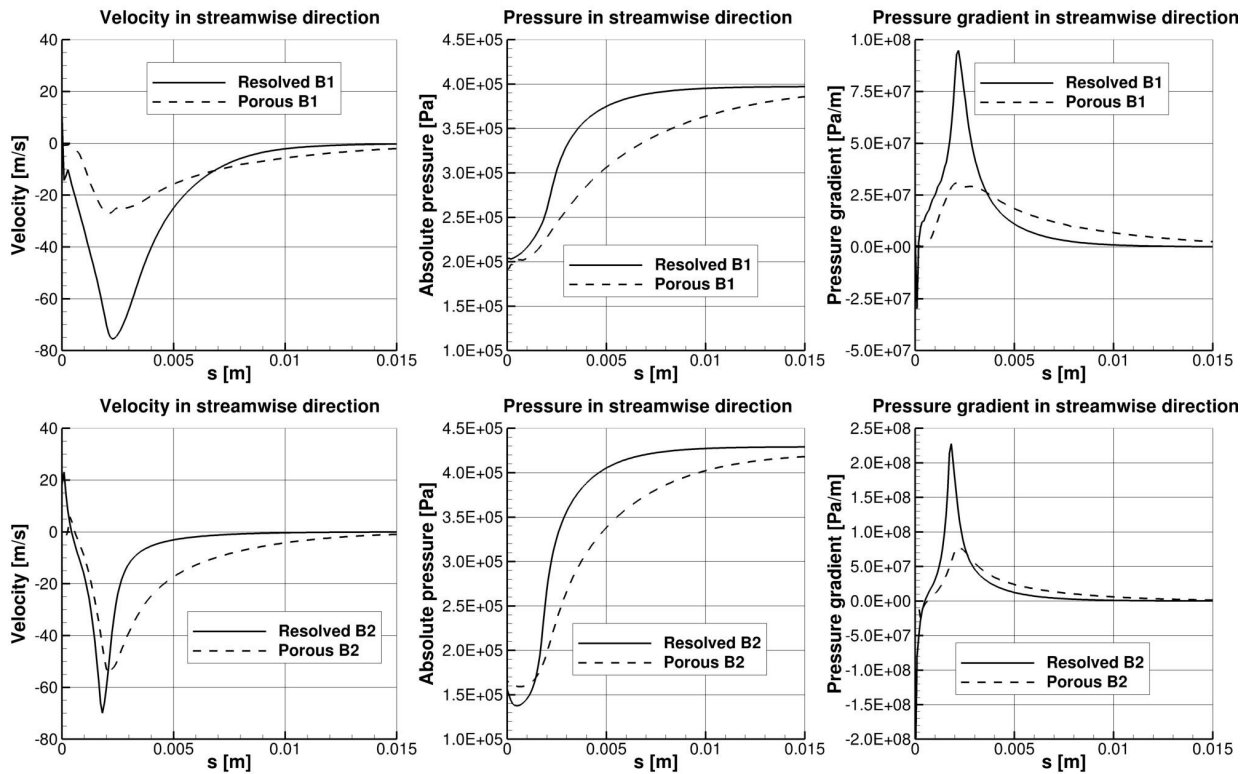 Velocity in streamwise direction
40
20
0
-20
-40
-60
-80
Velocity [m/s]
Resolved B1
Porous B1
0
0.005
0.01
0.015
s [m]
Pressure in streamwise direction
4.5E+05
4.0E+05
3.5E+05
3.0E+05
2.5E+05
2.0E+05
1.5E+05
1.0E+05
Absolute pressure [Pa]
Resolved B1
Porous B1
0
0.005
0.01
0.015
s [m]
Pressure gradient in streamwise direction
1.0E+08
7.5E+07
5.0E+07
2.5E+07
0.0E+00
-2.5E+07
-5.0E+07
Pressure gradient [Pa/m]
Resolved B1
Porous B1
0
0.005
0.01
0.015
s [m]
Velocity in streamwise direction
40
20
0
-20
-40
-60
-80
Velocity [m/s]
Resolved B2
Porous B2
0
0.005
0.01
0.015
s [m]
Pressure in streamwise direction
4.5E+05
4.0E+05
3.5E+05
3.0E+05
2.5E+05
2.0E+05
1.5E+05
1.0E+05
Absolute pressure [Pa]
Resolved B2
Porous B2
0
0.005
0.01
0.015
s [m]
Pressure gradient in streamwise direction
2.5E+08
2.0E+08
1.5E+08
1.0E+08
5.0E+07
0.0E+00
-5.0E+07
-1.0E+08
-1.5E+08
-2.0E+08
Pressure gradient [Pa/m]
Resolved B2
Porous B2
0
0.005
0.01
0.015
s [m]